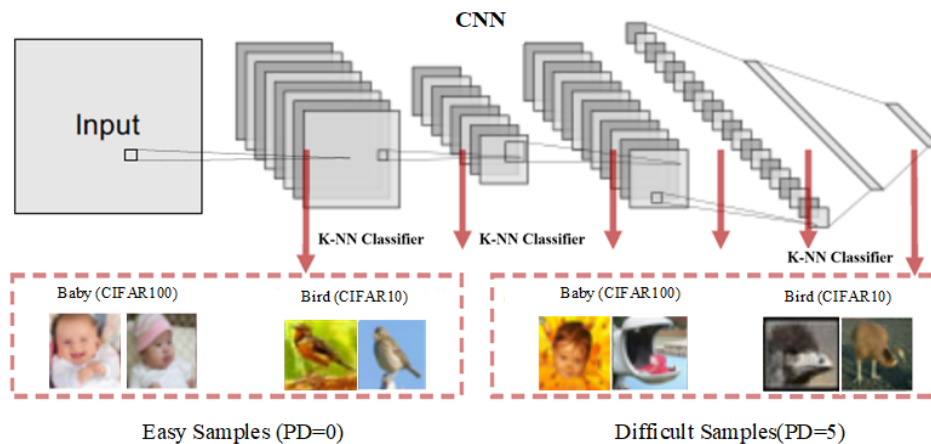 CNN
Input
K-NN Classifier
K-NN Classifier
K-NN Classifier
Baby (CIFAR100)
Bird (CIFAR10)
Baby (CIFAR100)
Bird (CIFAR10)
Easy Samples (PD=0)
Difficult Samples(PD=5)